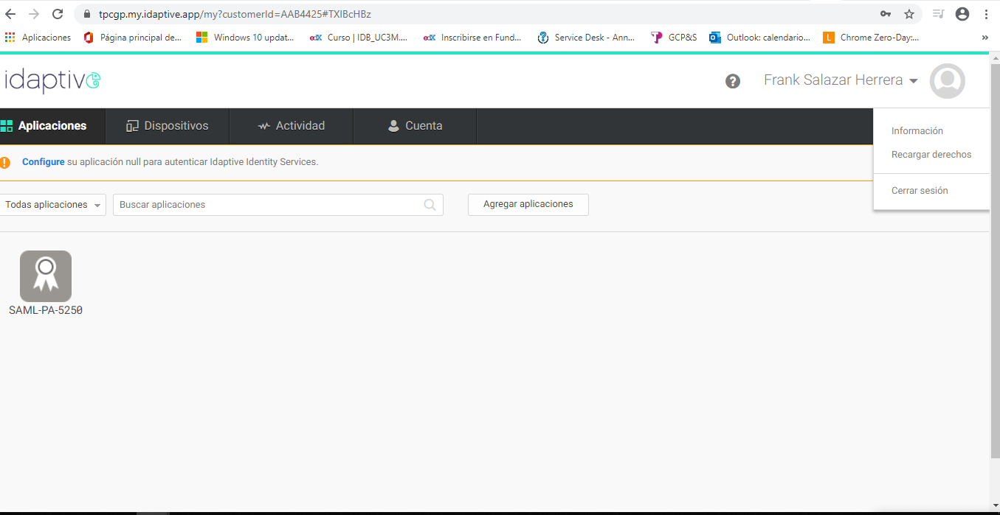 tpcgp.my.idaptive.app/my?customerId=AAB4425#TXIBcHBz
Aplicaciones Página principal de... Windows 10 updat... edX Curso | IDB_UC3M.... edX Inscribirse en Fund... Service Desk - Ann... GCP&S Outlook: calendario... L Chrome Zero-Day:... »
idaptive
? Frank Salazar Herrera
Aplicaciones Dispositivos Actividad Cuenta
Información
Recargar derechos
Cerrar sesión
Configure su aplicación null para autenticar Idaptive Identity Services.
Todas aplicaciones Buscar aplicaciones Agregar aplicaciones
SAML-PA-5250